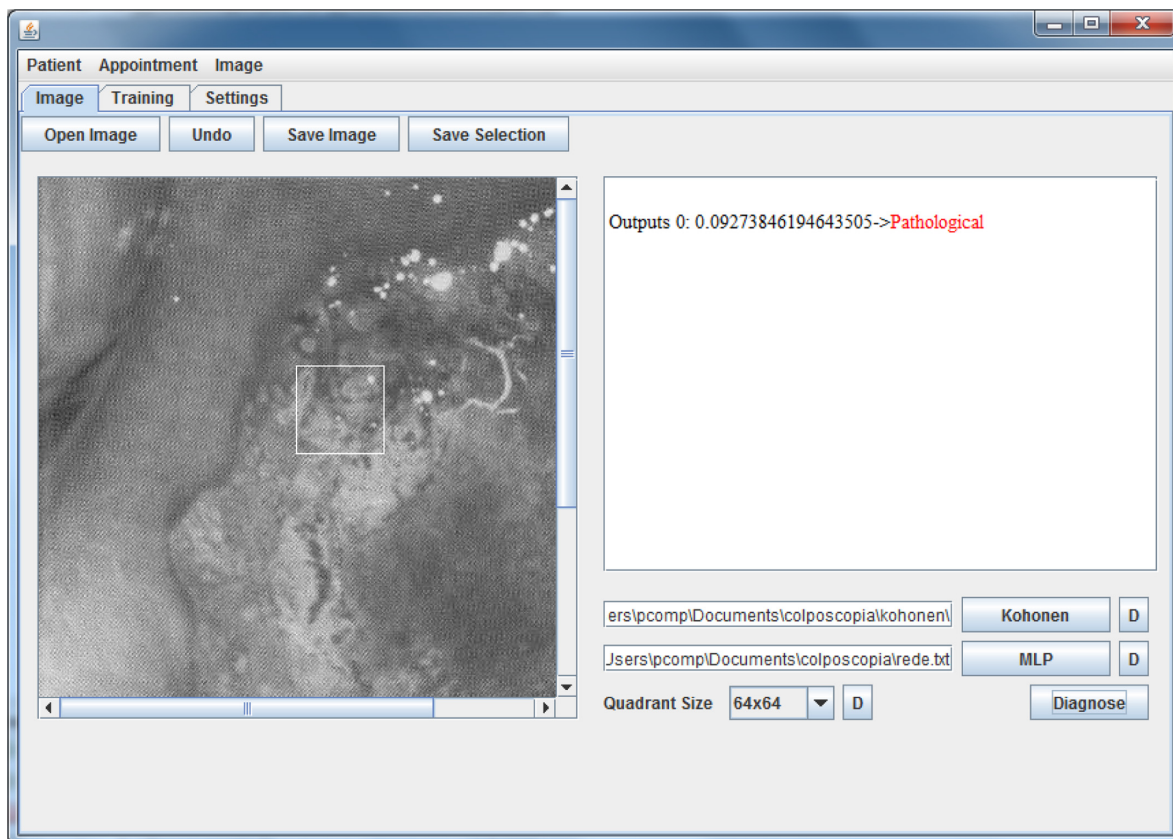 Patient Appointment Image
Image Training Settings
Open Image Undo Save Image Save Selection
Outputs 0: 0.09273846194643505->Pathological
ers\pcomp\Documents\colposcopia\kohonen\ Kohonen D
Jsers\pcomp\Documents\colposcopia\rede.txt MLP D
Quadrant Size 64x64 D Diagnose